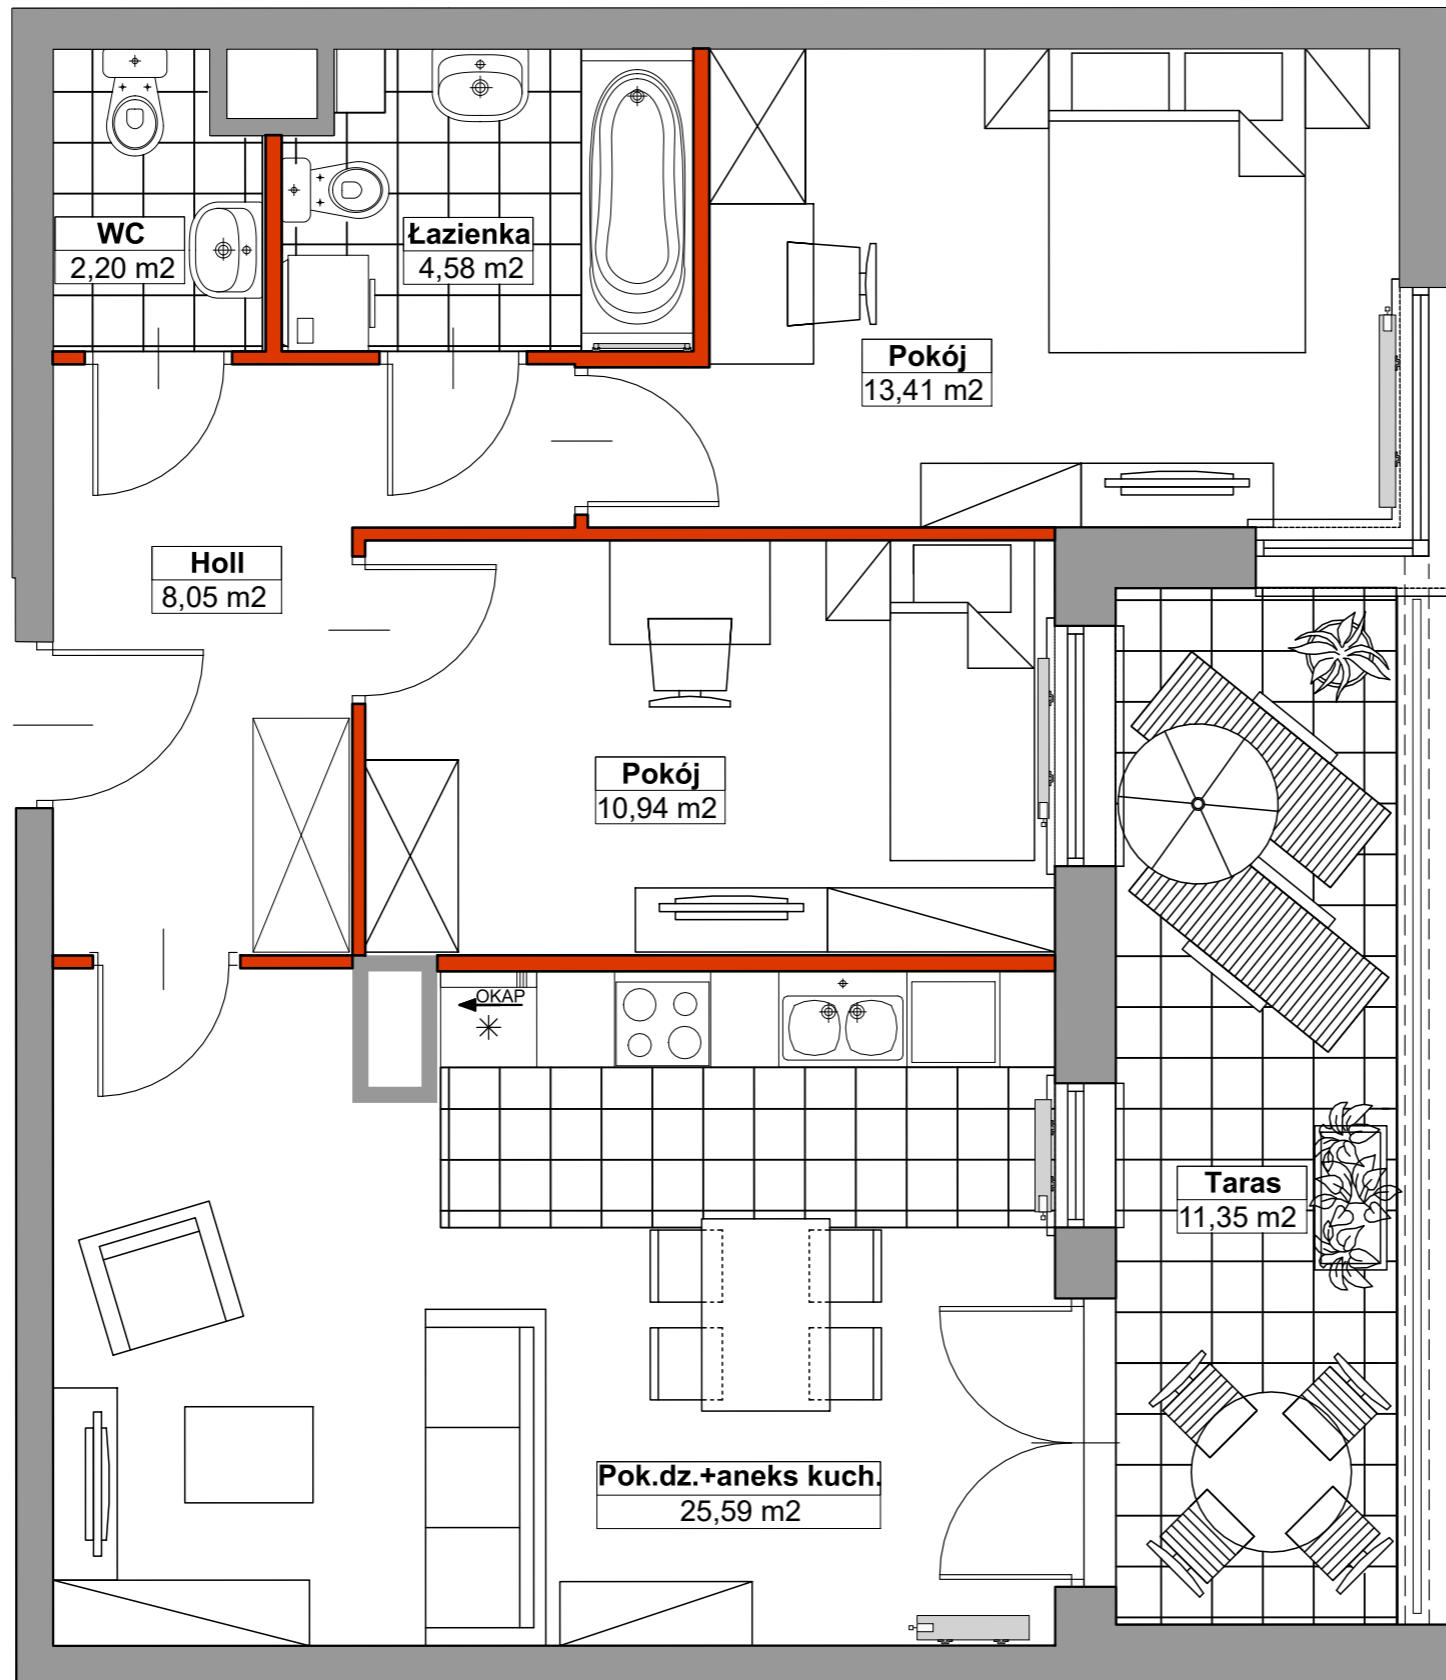 WC
2,20 m2
Łazienka
4,58 m2
Pokój
13,41 m2
Holl
8,05 m2
Pokój
10,94 m2
OKAP
Taras
11,35 m2
Pok.dz.+aneks kuch.
25,59 m2